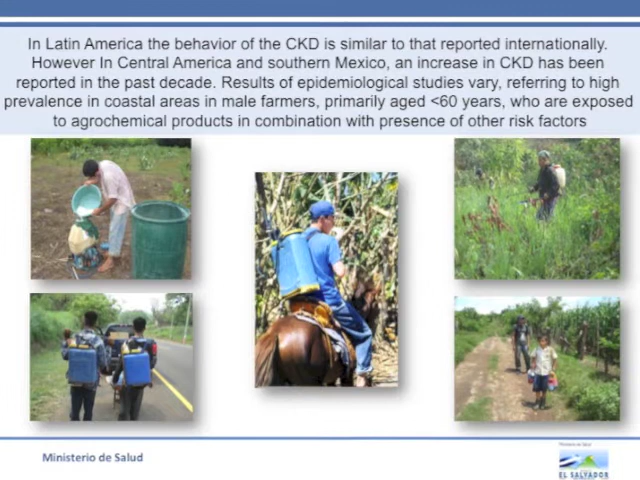 In Latin America the behavior of the CKD is similar to that reported internationally.
However In Central America and southern Mexico, an increase in CKD has been
reported in the past decade. Results of epidemiological studies vary, referring to high
prevalence in coastal areas in male farmers, primarily aged <60 years, who are exposed
to agrochemical products in combination with presence of other risk factors
Ministerio de Salud
Ministerio de Salud
EL SALVADOR